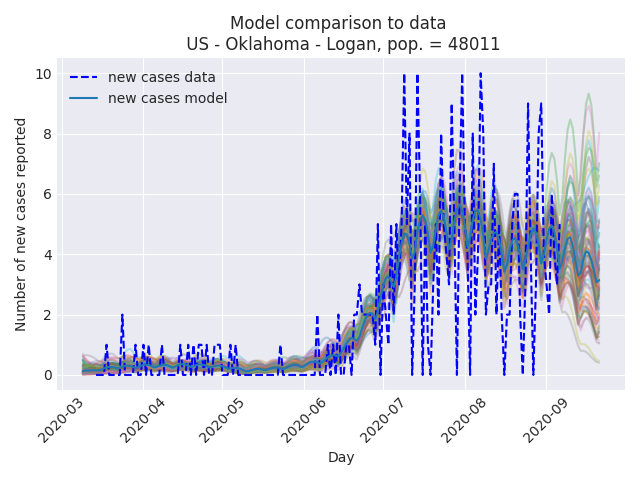 Model comparison to data
US - Oklahoma - Logan, pop. = 48011
new cases data
new cases model
Number of new cases reported
10
8
6
4
2
0
2020-03
2020-04
2020-05
2020-06
2020-07
2020-08
2020-09
Day